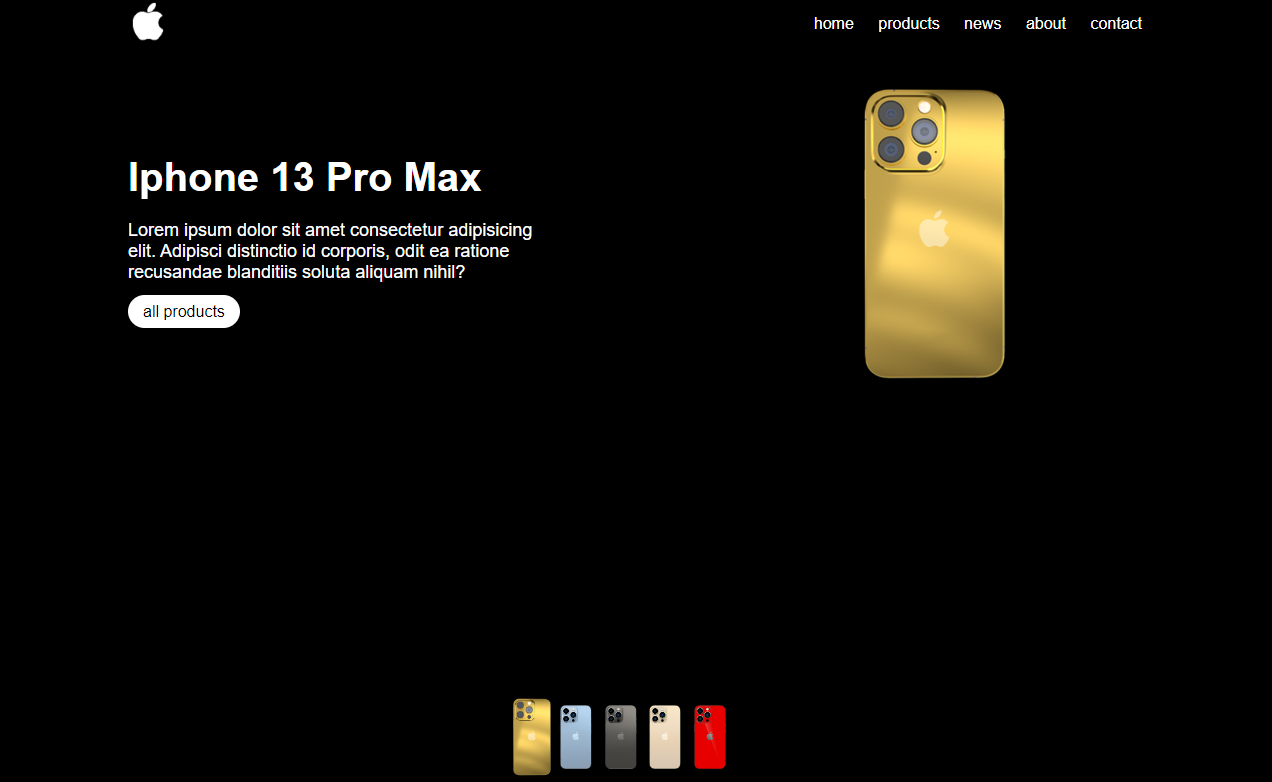 home products news about contact
Iphone 13 Pro Max
Lorem ipsum dolor sit amet consectetur adipisicing
elit. Adipisci distinctio id corporis, odit ea ratione
recusandae blanditiis soluta aliquam nihil?
all products